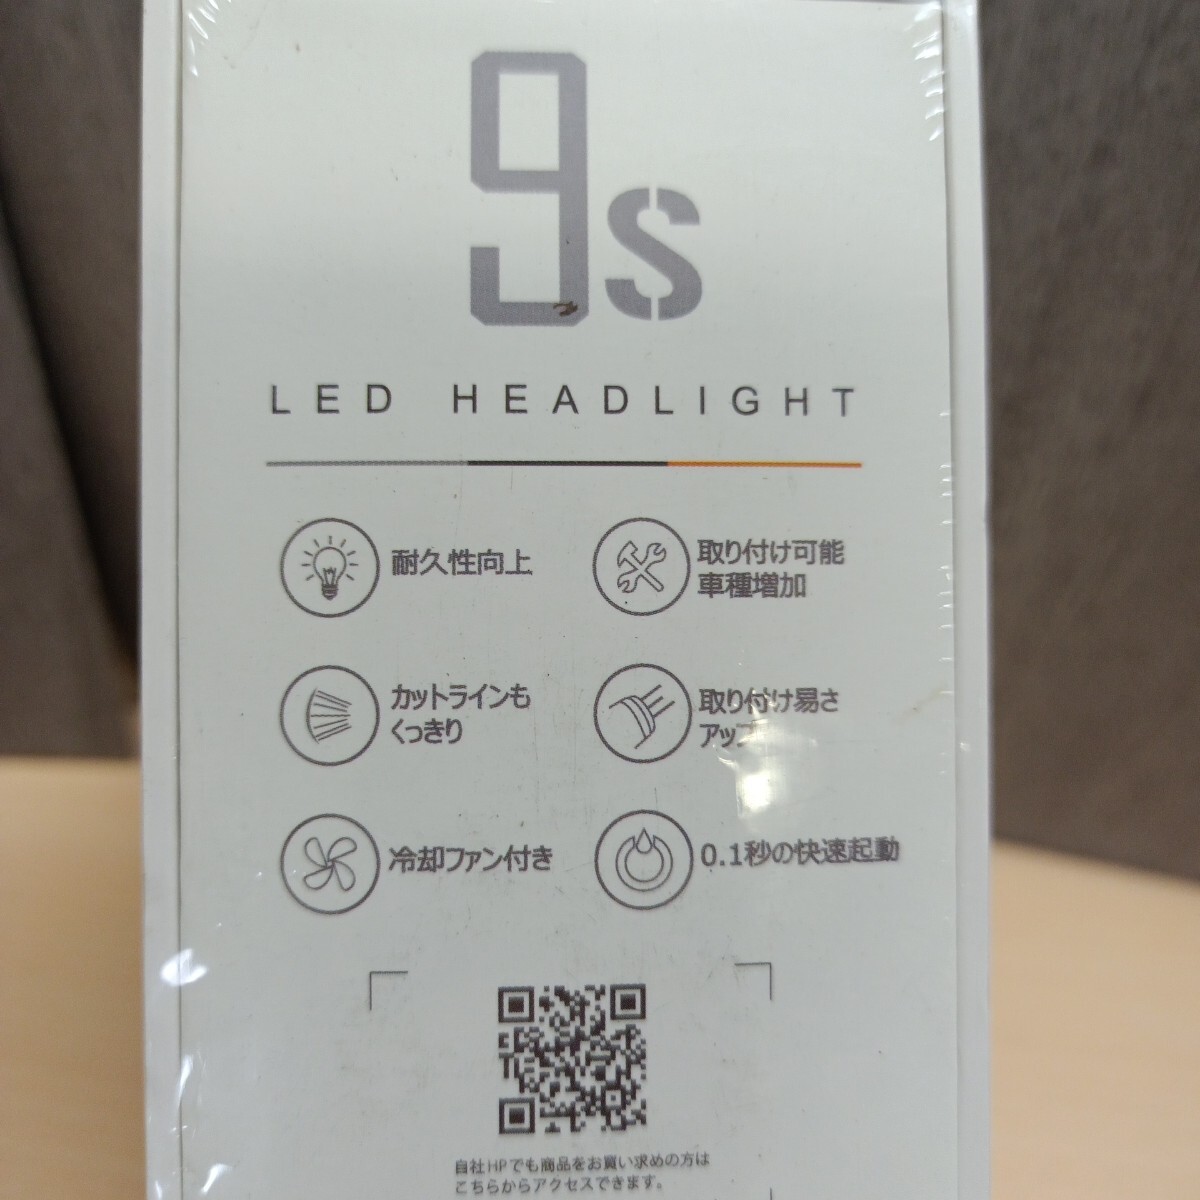 9s
LED HEADLIGHT
耐久性向上
取り付け可能
車種増加
カットラインも
くっきり
取り付け易さ
アップ
冷却ファン付き
0.1秒の快速起動
自社HPでも商品をお買い求めの方は
こちらからアクセスできます。